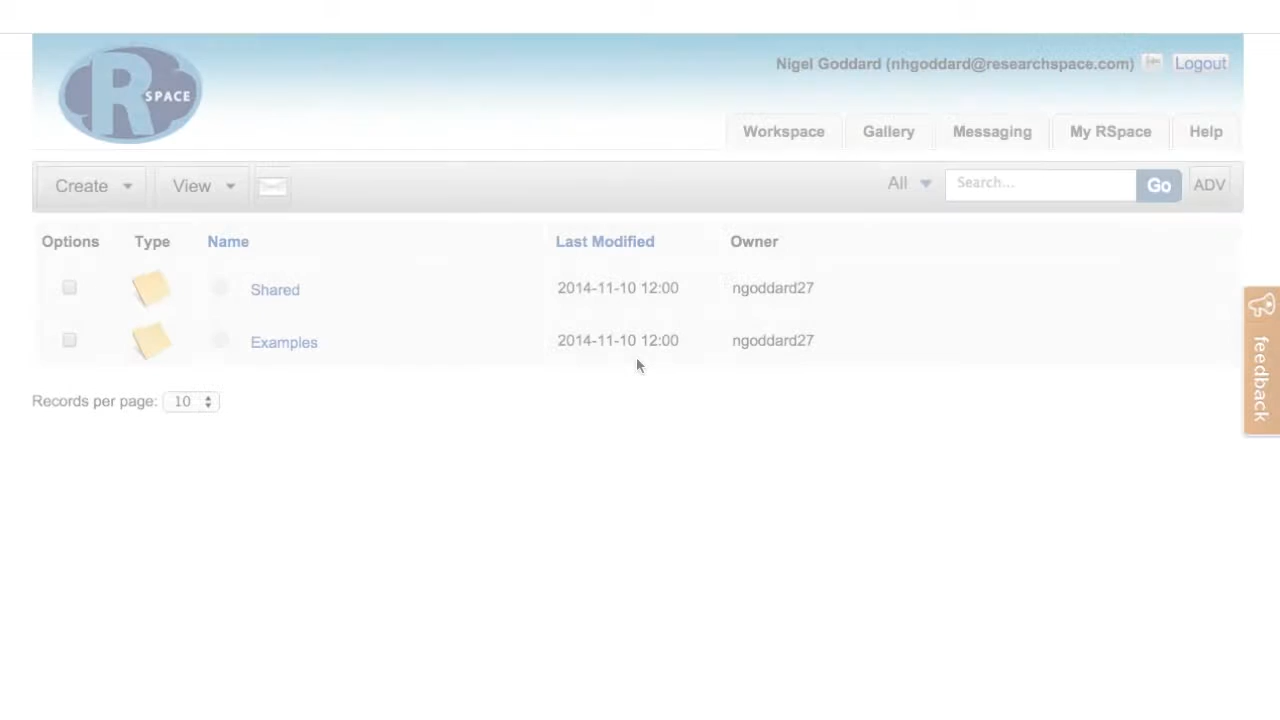 R SPACE
Nigel Goddard (nhgoddard@researchspace.com) Logout
Workspace Gallery Messaging My RSpace Help
Create View All Search... Go ADV
Options Type Name Last Modified Owner
Shared 2014-11-10 12:00 ngoddard27
Examples 2014-11-10 12:00 ngoddard27
Records per page: 10
feedback